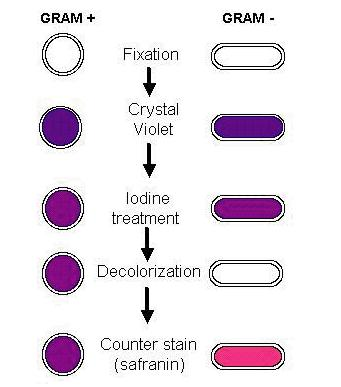 GRAM + GRAM -
Fixation
Crystal
Violet
Iodine
treatment
Decolorization
Counter stain
(safranin)